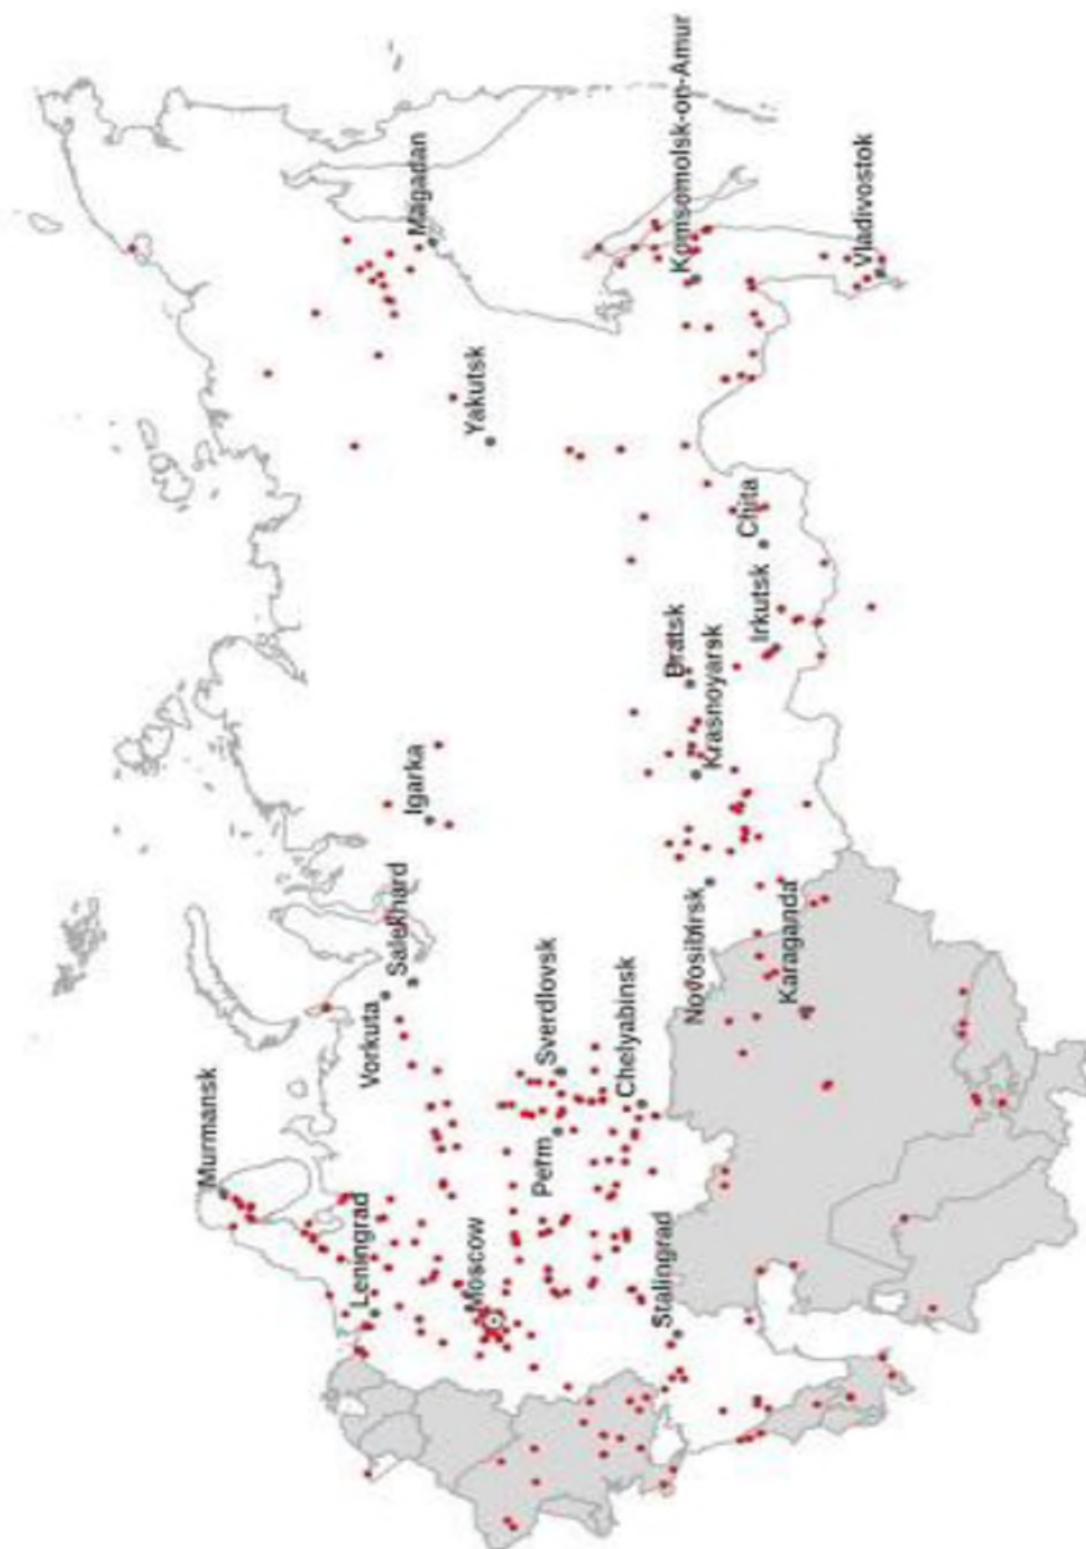 Murmansk
Leningrad
Moscow
Vorkuta
Salekhard
Igarka
Perm
Sverdlovsk
Chelyabinsk
Stalingrad
Novosibirsk
Karaganda
Krasnoyarsk
Bratsk
Irkutsk
Chita
Yakutsk
Magadan
Komsomolsk-on-Amur
Vladivostok